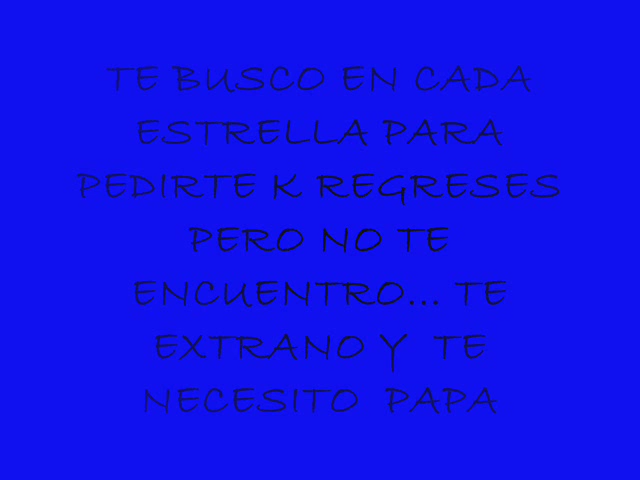 TE BUSCO EN CADA
ESTRELLA PARA
PEDIRTE K REGRESES
PERO NO TE
ENCUENTRO... TE
EXTRANO Y TE
NECESITO PAPA